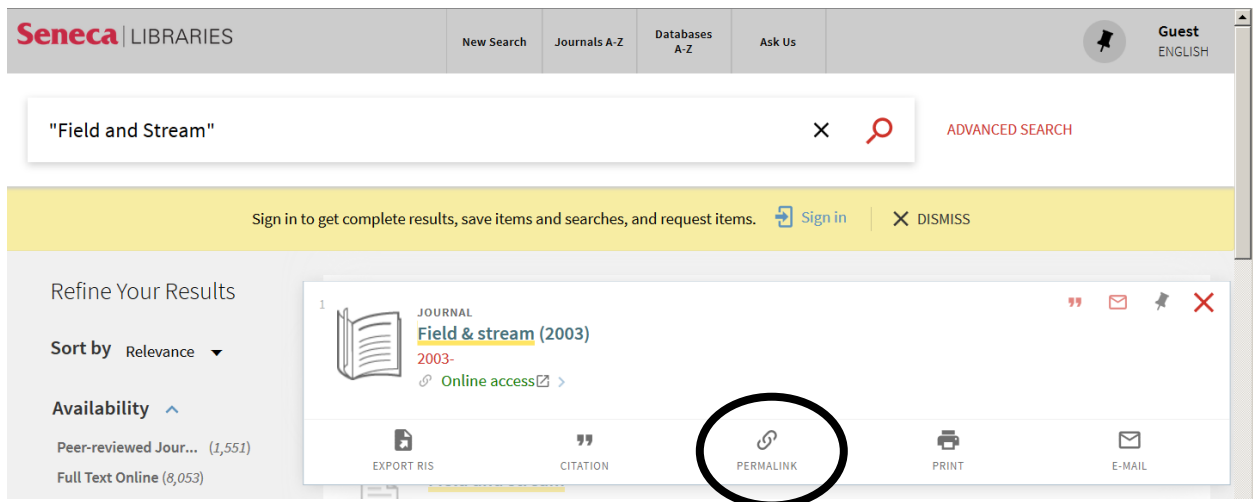 Seneca LIBRARIES
New Search
Journals A-Z
Databases
A-Z
Ask Us
Guest
ENGLISH
"Field and Stream"
ADVANCED SEARCH
Sign in to get complete results, save items and searches, and request items. Sign in DISMISS
Refine Your Results
Sort by Relevance
Availability
Peer-reviewed Jour... (1,551)
Full Text Online (8,053)
1
JOURNAL
Field & stream (2003)
2003-
Online access
EXPORT RIS
CITATION
PERMALINK
PRINT
E-MAIL
Field and stream